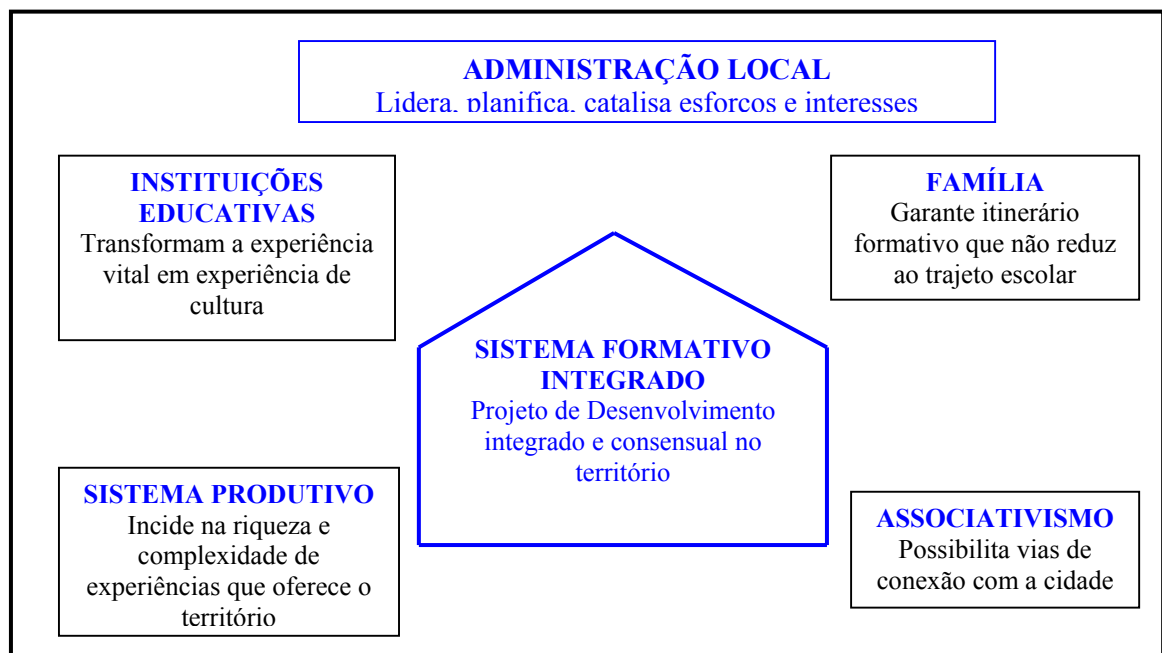 ADMINISTRAÇÃO LOCAL
Lidera, planifica, catalisa esforços e interesses
INSTITUIÇÕES
EDUCATIVAS
Transformam a experiência
vital em experiência de
cultura
FAMÍLIA
Garante itinerário
formativo que não reduz
ao trajeto escolar
SISTEMA FORMATIVO
INTEGRADO
Projeto de Desenvolvimento
integrado e consensual no
território
SISTEMA PRODUTIVO
Incide na riqueza e
complexidade de
experiências que oferece o
território
ASSOCIATIVISMO
Possibilita vias de
conexão com a cidade